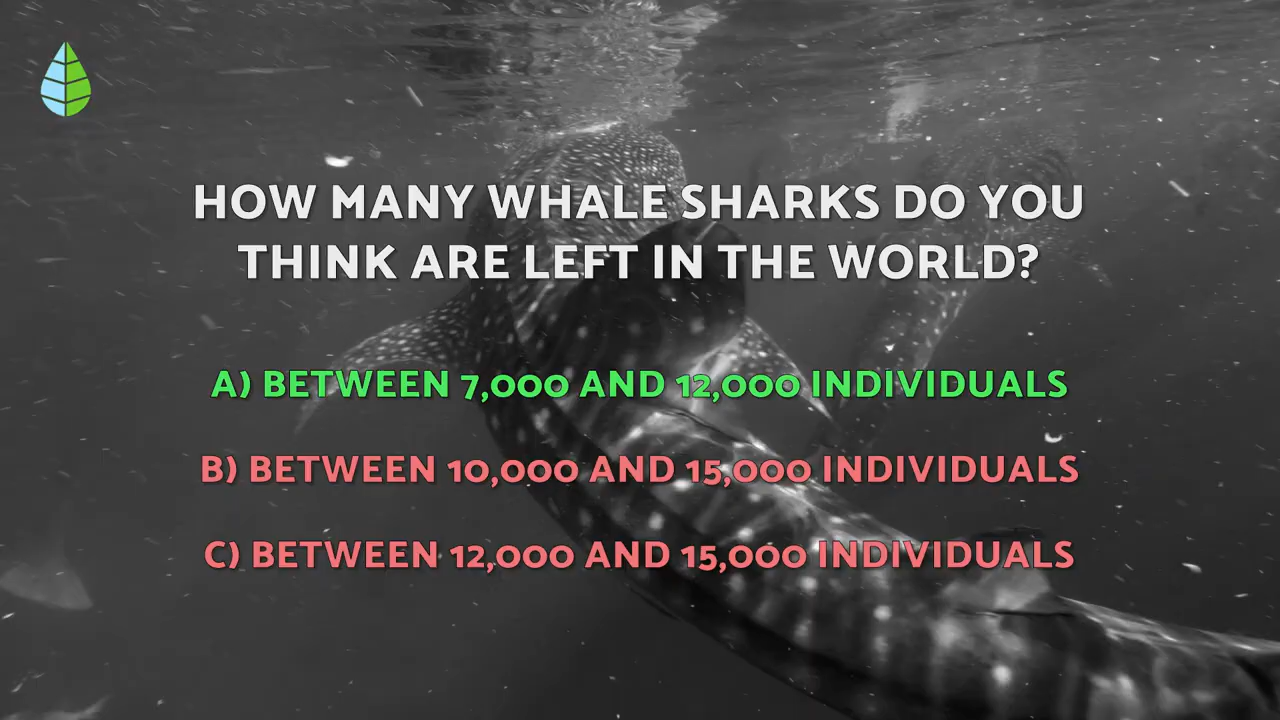 HOW MANY WHALE SHARKS DO YOU
THINK ARE LEFT IN THE WORLD?
A) BETWEEN 7,000 AND 12,000 INDIVIDUALS
B) BETWEEN 10,000 AND 15,000 INDIVIDUALS
C) BETWEEN 12,000 AND 15,000 INDIVIDUALS